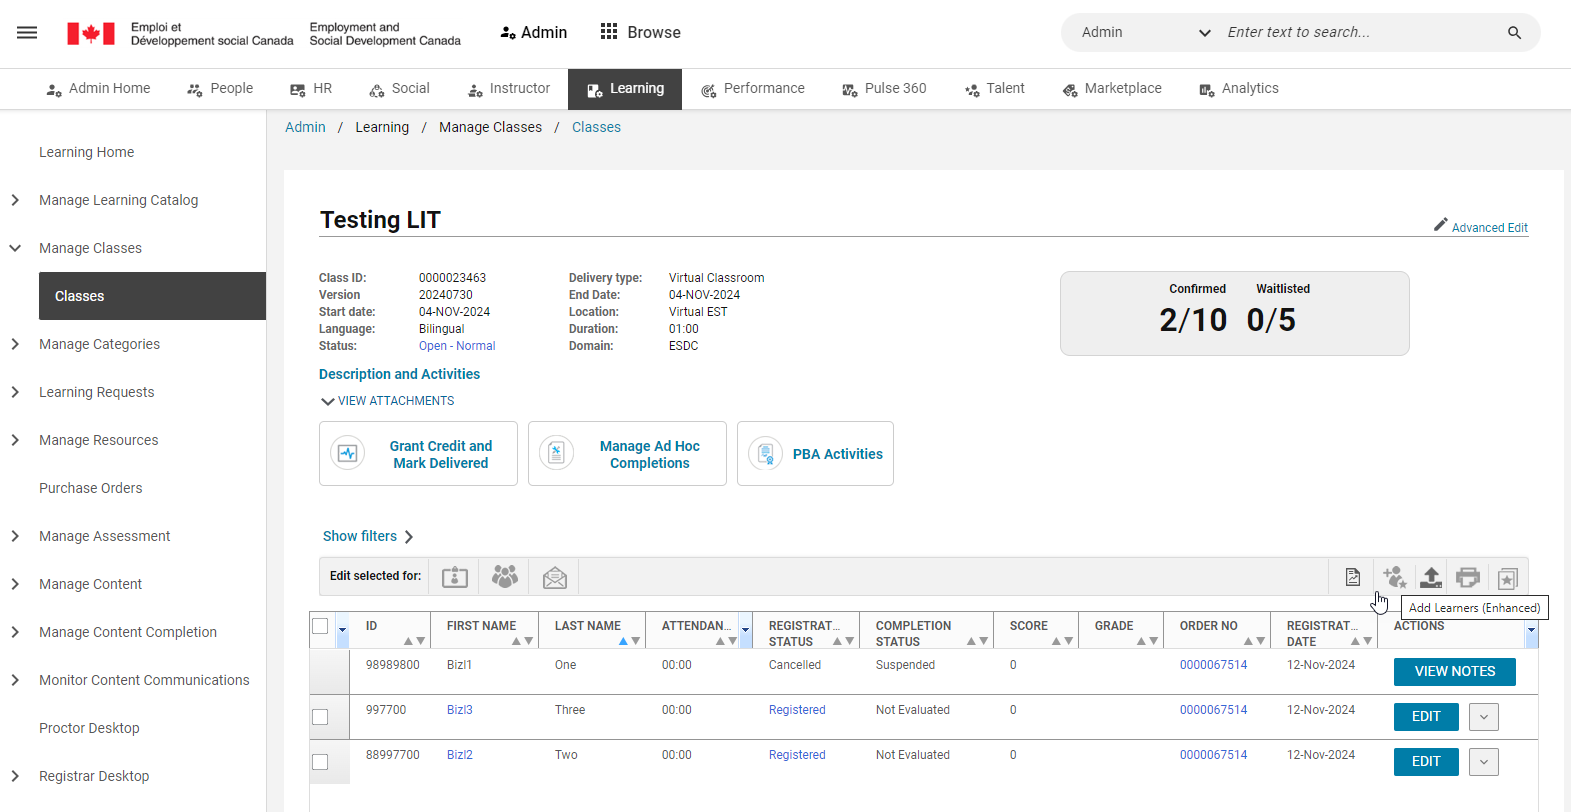 Emploi et
Développement social Canada
Employment and
Social Development Canada
Admin
Browse
Admin
Enter text to search...
Admin Home
People
HR
Social
Instructor
Learning
Performance
Pulse 360
Talent
Marketplace
Analytics
Admin / Learning / Manage Classes / Classes
Learning Home
Manage Learning Catalog
Manage Classes
Classes
Manage Categories
Learning Requests
Manage Resources
Purchase Orders
Manage Assessment
Manage Content
Manage Content Completion
Monitor Content Communications
Proctor Desktop
Registrar Desktop
Testing LIT
Advanced Edit
Class ID: 0000023463
Version 20240730
Start date: 04-NOV-2024
Language: Bilingual
Status: Open - Normal
Delivery type: Virtual Classroom
End Date: 04-NOV-2024
Location: Virtual EST
Duration: 01:00
Domain: ESDC
Confirmed Waitlisted
2/10 0/5
Description and Activities
VIEW ATTACHMENTS
Grant Credit and
Mark Delivered
Manage Ad Hoc
Completions
PBA Activities
Show filters
Edit selected for:
Add Learners (Enhanced)
ID FIRST NAME LAST NAME ATTENDAN... REGISTRAT... STATUS COMPLETION STATUS SCORE GRADE ORDER NO REGISTRAT... DATE ACTIONS
98989800 Bizl1 One 00:00 Cancelled Suspended 0 0000067514 12-Nov-2024 VIEW NOTES
997700 Bizl3 Three 00:00 Registered Not Evaluated 0 0000067514 12-Nov-2024 EDIT
88997700 Bizl2 Two 00:00 Registered Not Evaluated 0 0000067514 12-Nov-2024 EDIT